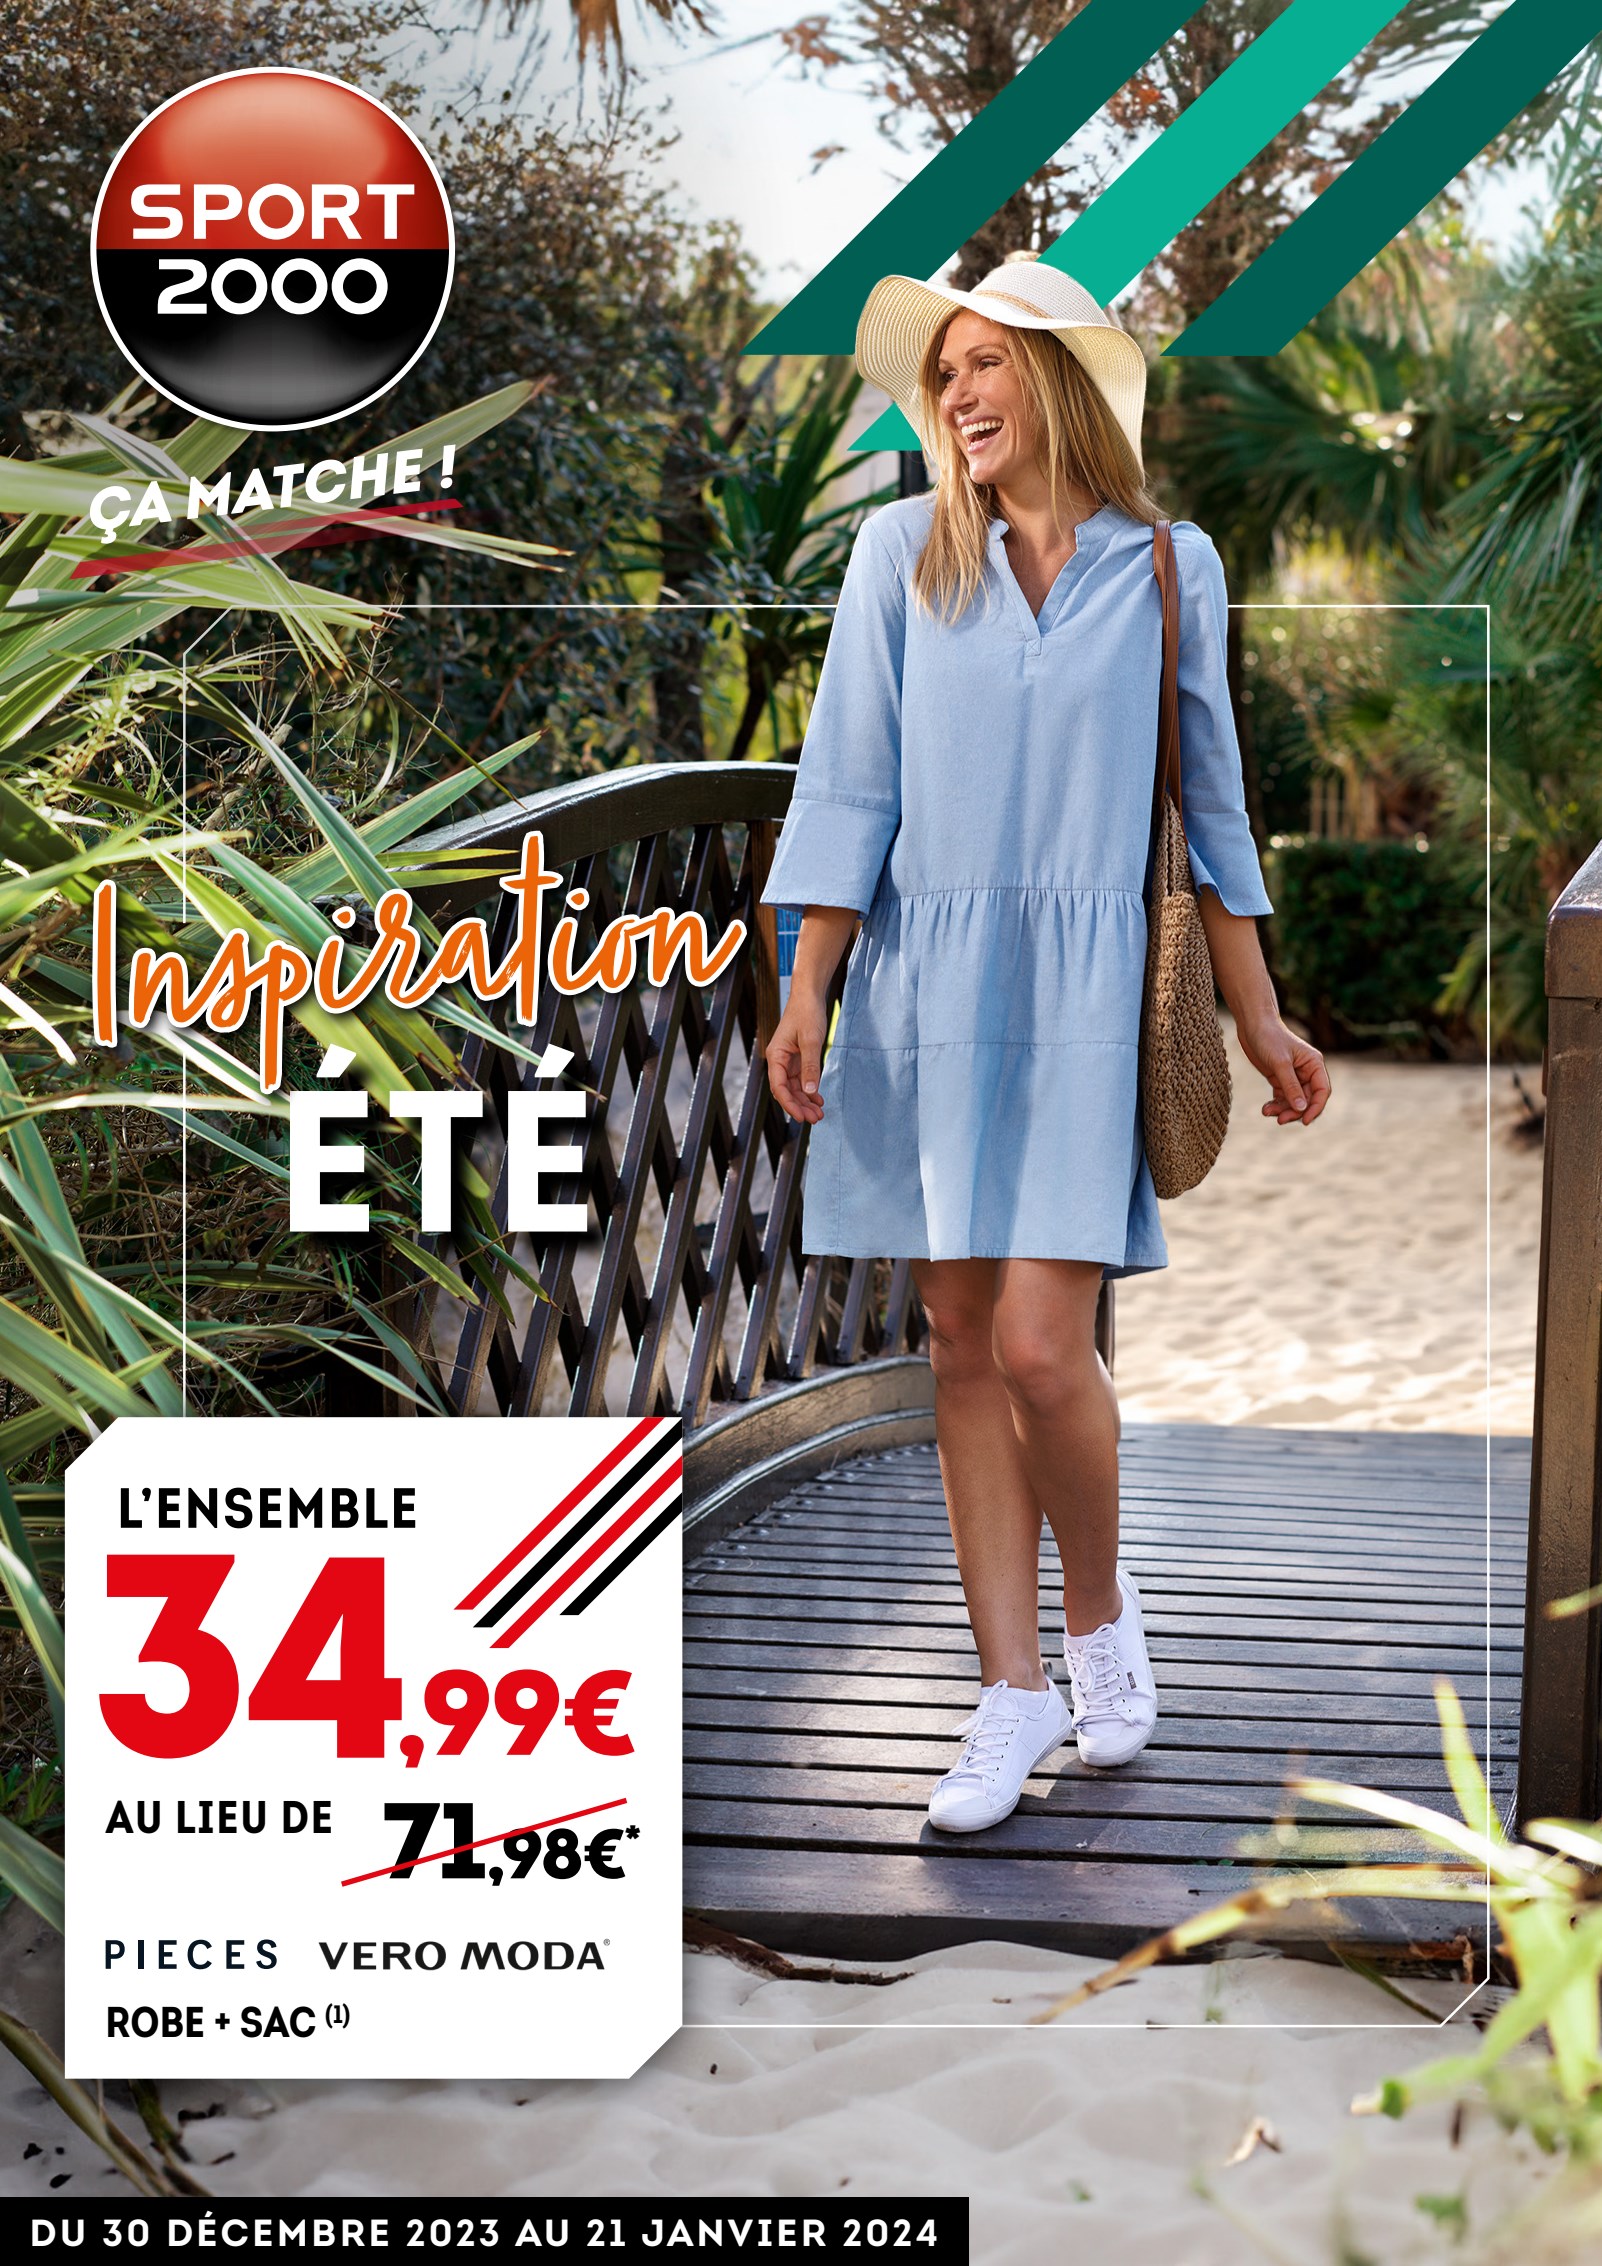 SPORT
2000
ÇA MATCHE !
Inspiration
ÉTÉ
L'ENSEMBLE
34,99€
AU LIEU DE 71,98€*
PIECES VERO MODA®
ROBE + SAC (1)
DU 30 DÉCEMBRE 2023 AU 21 JANVIER 2024